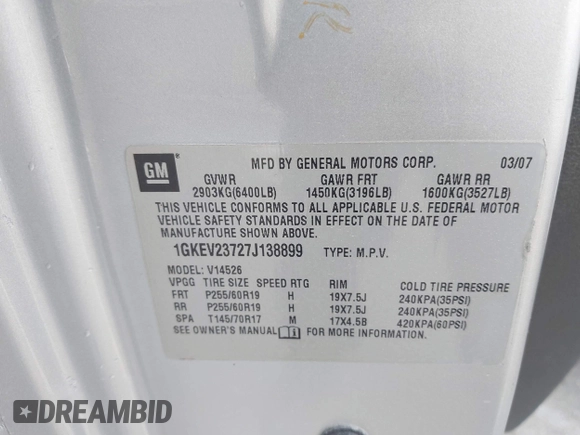 GM
MFD BY GENERAL MOTORS CORP. 03/07
GVWR GAWR FRT GAWR RR
2903KG(6400LB) 1450KG(3196LB) 1600KG(3527LB)
THIS VEHICLE CONFORMS TO ALL APPLICABLE U.S. FEDERAL MOTOR
VEHICLE SAFETY STANDARDS IN EFFECT ON THE DATE OF
MANUFACTURE SHOWN ABOVE.
1GKEV23727J138899 TYPE: M.P.V.
MODEL: V14526
VPGG TIRE SIZE SPEED RTG RIM COLD TIRE PRESSURE
FRT P255/60R19 H 19X7.5J 240KPA(35PSI)
RR P255/60R19 H 19X7.5J 240KPA(35PSI)
SPA T145/70R17 M 17X4.5B 420KPA(60PSI)
SEE OWNER'S MANUAL i FOR MORE INFORMATION.
DREAMBID